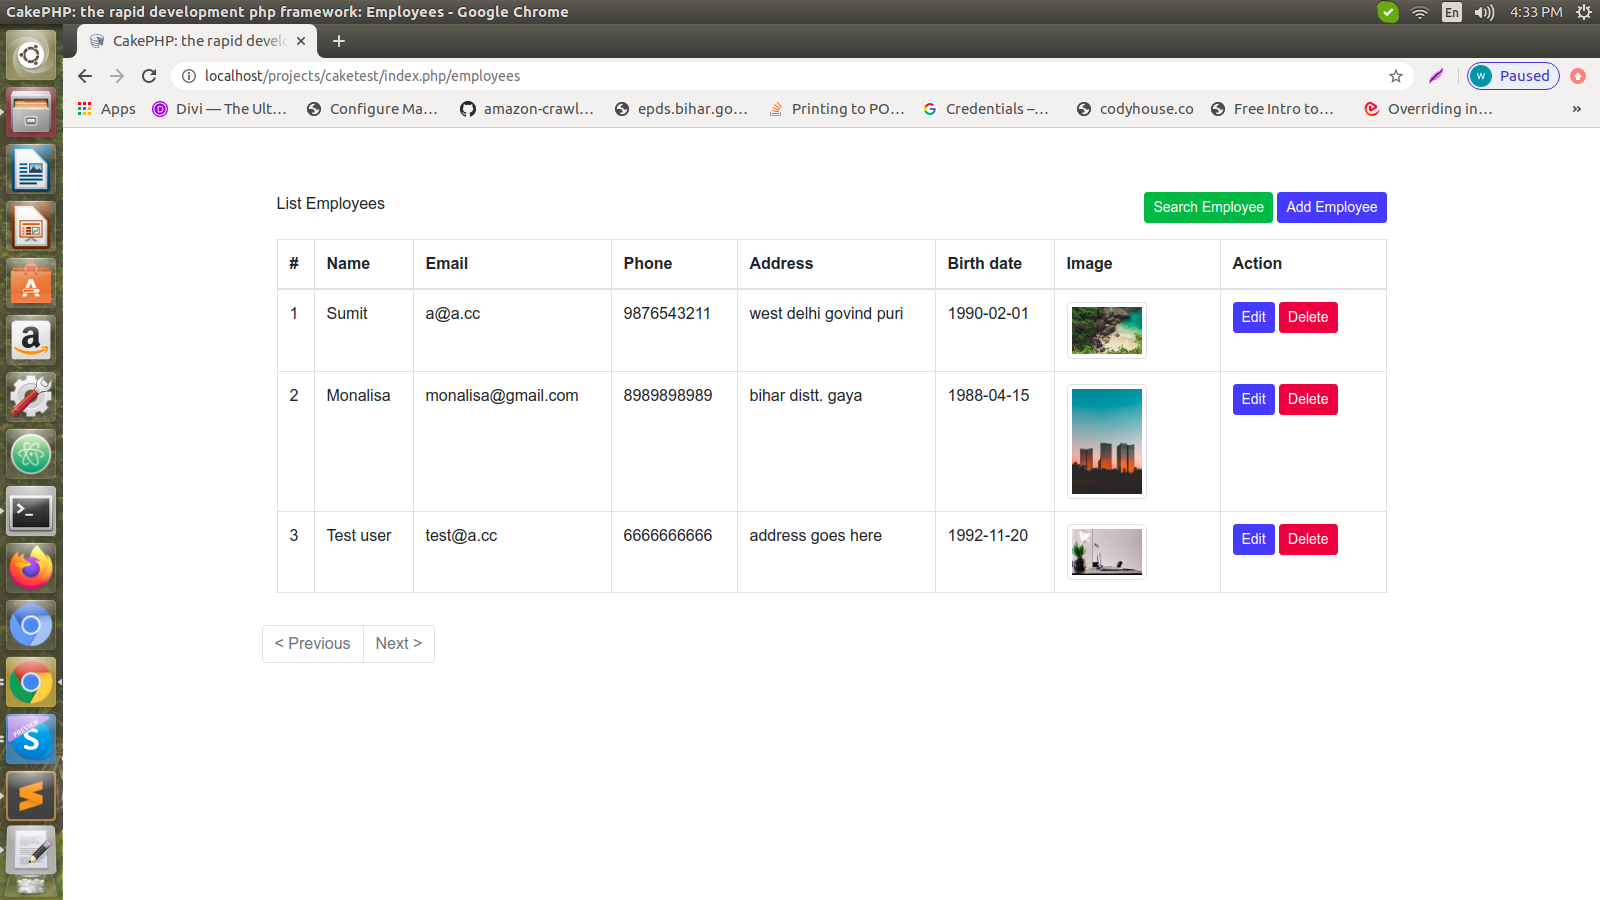 CakePHP: the rapid development php framework: Employees - Google Chrome
En
4:33 PM
CakePHP: the rapid devel
localhost/projects/caketest/index.php/employees
W
Paused
Apps
Divi — The Ult...
Configure Ma...
amazon-crawl...
epds.bihar.go...
Printing to PO...
Credentials –...
codyhouse.co
Free Intro to...
Overriding in...
»
List Employees
Search Employee
Add Employee
# Name Email Phone Address Birth date Image Action
1 Sumit a@a.cc 9876543211 west delhi govind puri 1990-02-01 Edit Delete
2 Monalisa monalisa@gmail.com 8989898989 bihar distt. gaya 1988-04-15 Edit Delete
3 Test user test@a.cc 6666666666 address goes here 1992-11-20 Edit Delete
< Previous
Next >
PREVIEW
S